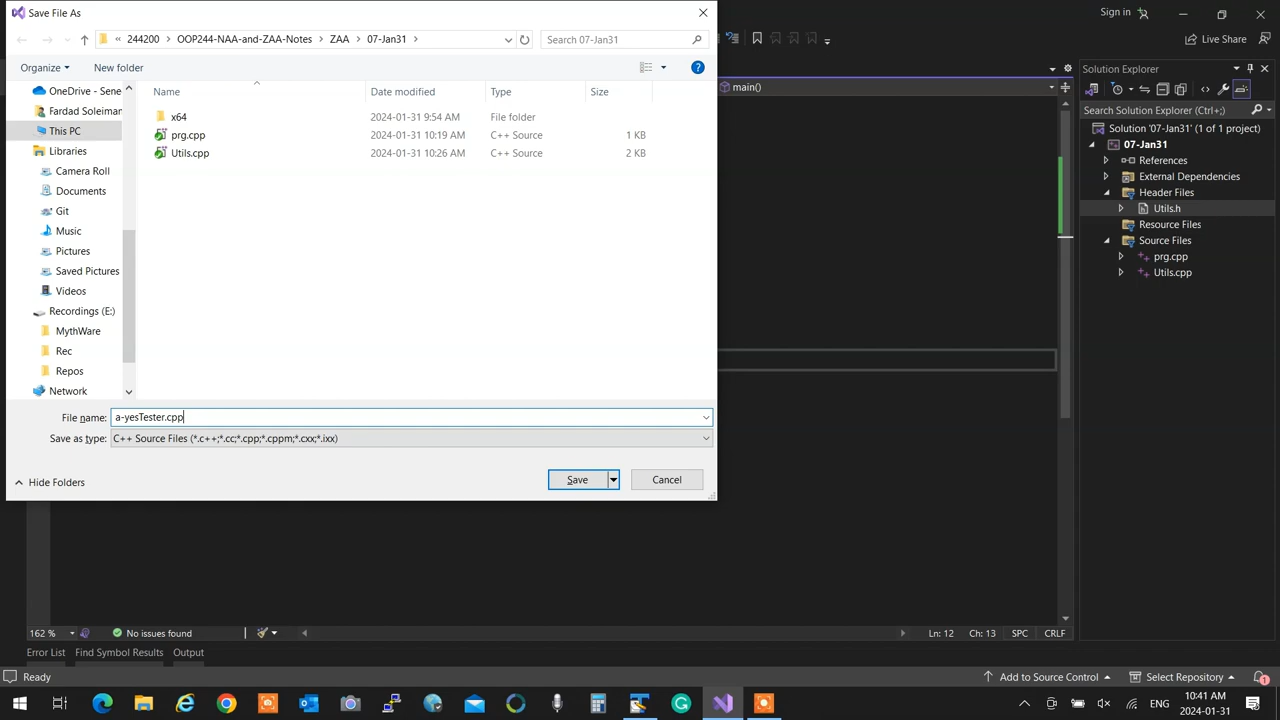 Save File As
Sign in
« 244200 > OOP244-NAA-and-ZAA-Notes > ZAA > 07-Jan31 >
Search 07-Jan31
Live Share
Organize
New folder
Solution Explorer
main()
OneDrive - Sene
Name
Date modified
Type
Size
Search Solution Explorer (Ctrl+;)
Fardad Soleiman
x64
2024-01-31 9:54 AM
File folder
Solution '07-Jan31' (1 of 1 project)
This PC
prg.cpp
2024-01-31 10:19 AM
C++ Source
1 KB
07-Jan31
Libraries
Utils.cpp
2024-01-31 10:26 AM
C++ Source
2 KB
References
Camera Roll
External Dependencies
Documents
Header Files
Git
Utils.h
Music
Resource Files
Pictures
Source Files
Saved Pictures
prg.cpp
Videos
Utils.cpp
Recordings (E:)
MythWare
Rec
Repos
Network
File name: a-yesTester.cpp
Save as type: C++ Source Files (*.c++;*.cc;*.cpp;*.cppm;*.cxx;*.ixx)
Hide Folders
Save
Cancel
162 %
No issues found
Ln: 12
Ch: 13
SPC
CRLF
Error List
Find Symbol Results
Output
Ready
Add to Source Control
Select Repository
1
ENG
10:41 AM
2024-01-31